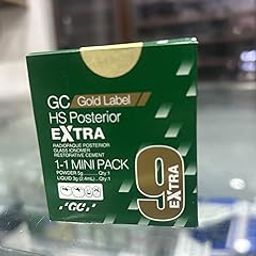 GC Gold Label
HS Posterior
EXTRA
RADIOPAQUE POSTERIOR
GLASS IONOMER
RESTORATIVE CEMENT
1-1 MINI PACK
POWDER 5g......Qty:1
LIQUID 3g (2.4mL) .Qty:1
GC
9
EXTRA